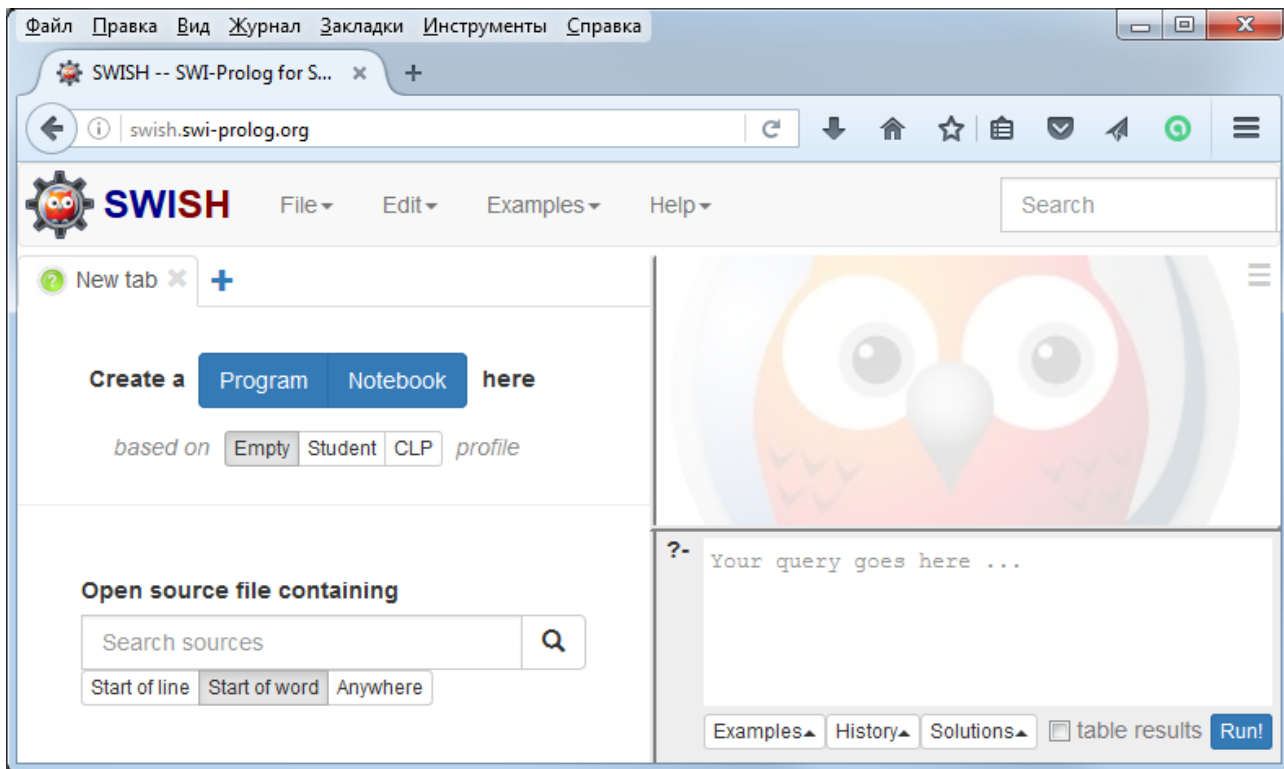 Файл Правка Вид Журнал Закладки Инструменты Справка
SWISH -- SWI-Prolog for S...
swish.swi-prolog.org
SWISH File Edit Examples Help Search
New tab
Create a Program Notebook here
based on Empty Student CLP profile
Open source file containing
Search sources
Start of line Start of word Anywhere
?- Your query goes here ...
Examples History Solutions table results Run!